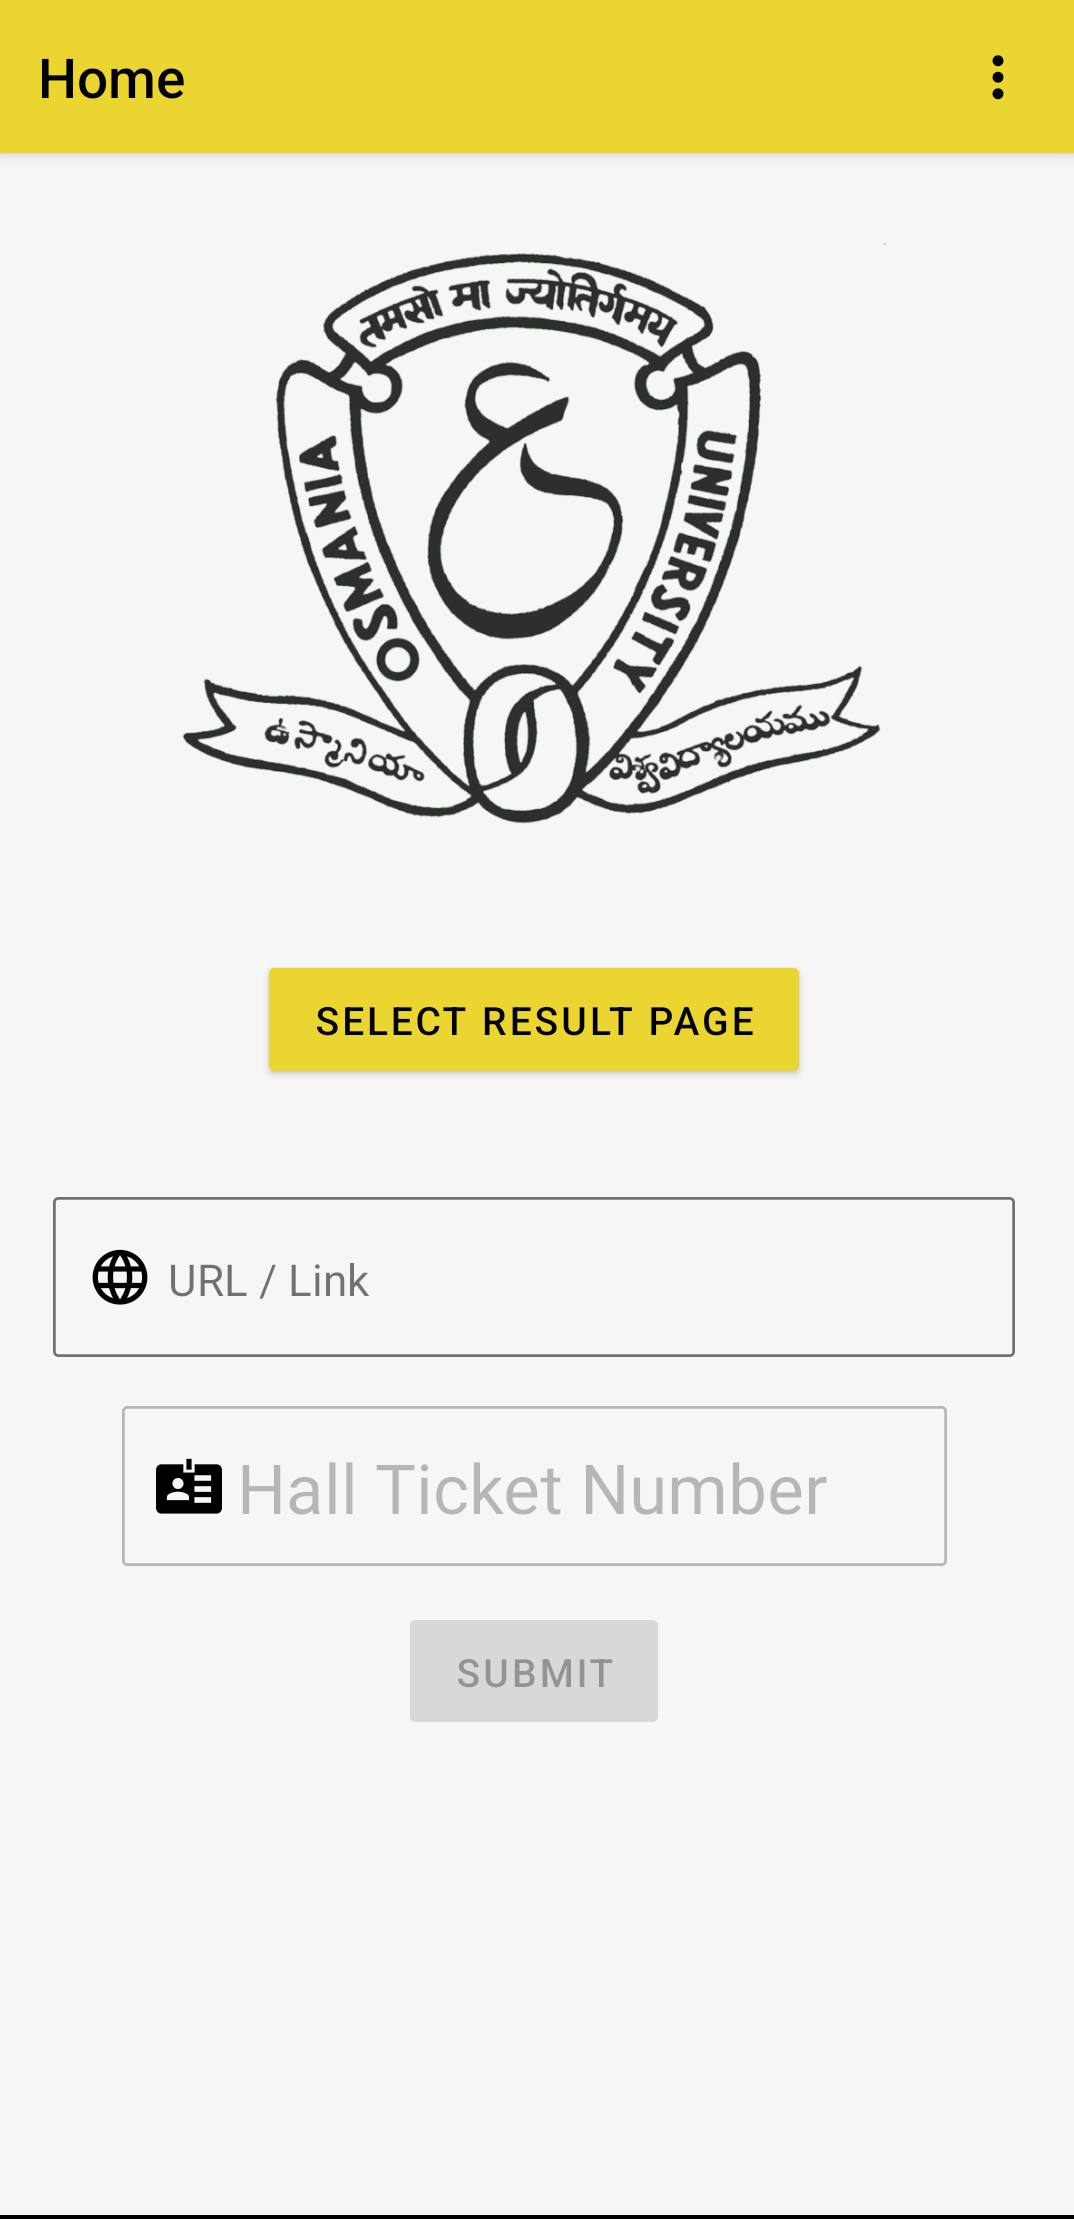 Home
तमसो मा ज्योतिर्गमय
ع
OSMANIA
UNIVERSITY
ఉస్మానియా
విశ్వవిద్యాలయము
SELECT RESULT PAGE
URL / Link
Hall Ticket Number
SUBMIT